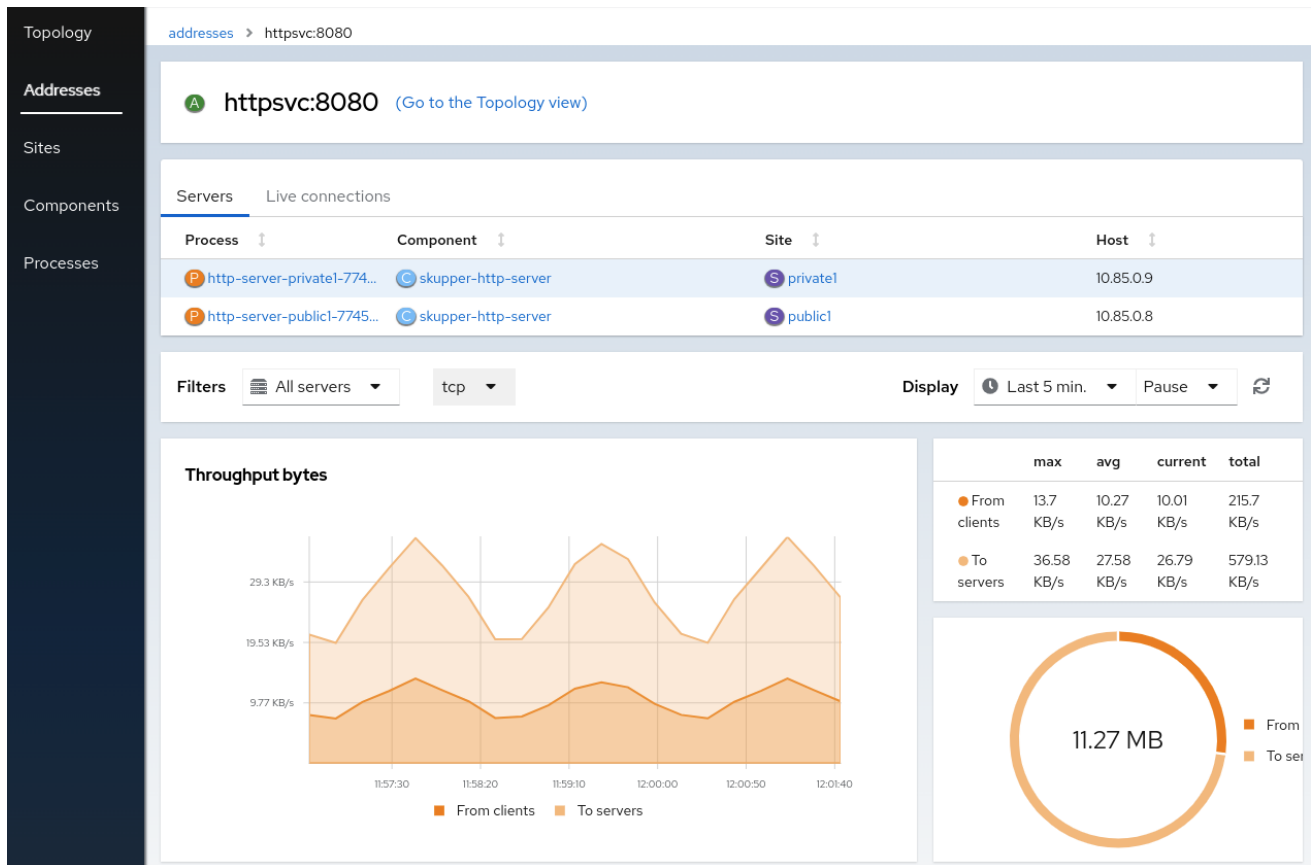 Topology
Addresses
Sites
Components
Processes
addresses > httpsvc:8080
A httpsvc:8080 (Go to the Topology view)
Servers Live connections
Process Component Site Host
P http-server-private1-774... C skupper-http-server S private1 10.85.0.9
P http-server-public1-7745... C skupper-http-server S public1 10.85.0.8
Filters All servers tcp Display Last 5 min. Pause
Throughput bytes
29.3 KB/s
19.53 KB/s
9.77 KB/s
11:57:30 11:58:20 11:59:10 12:00:00 12:00:50 12:01:40
From clients To servers
max avg current total
From 13.7 10.27 10.01 215.7
clients KB/s KB/s KB/s KB/s
To 36.58 27.58 26.79 579.13
servers KB/s KB/s KB/s KB/s
11.27 MB
From
To ser